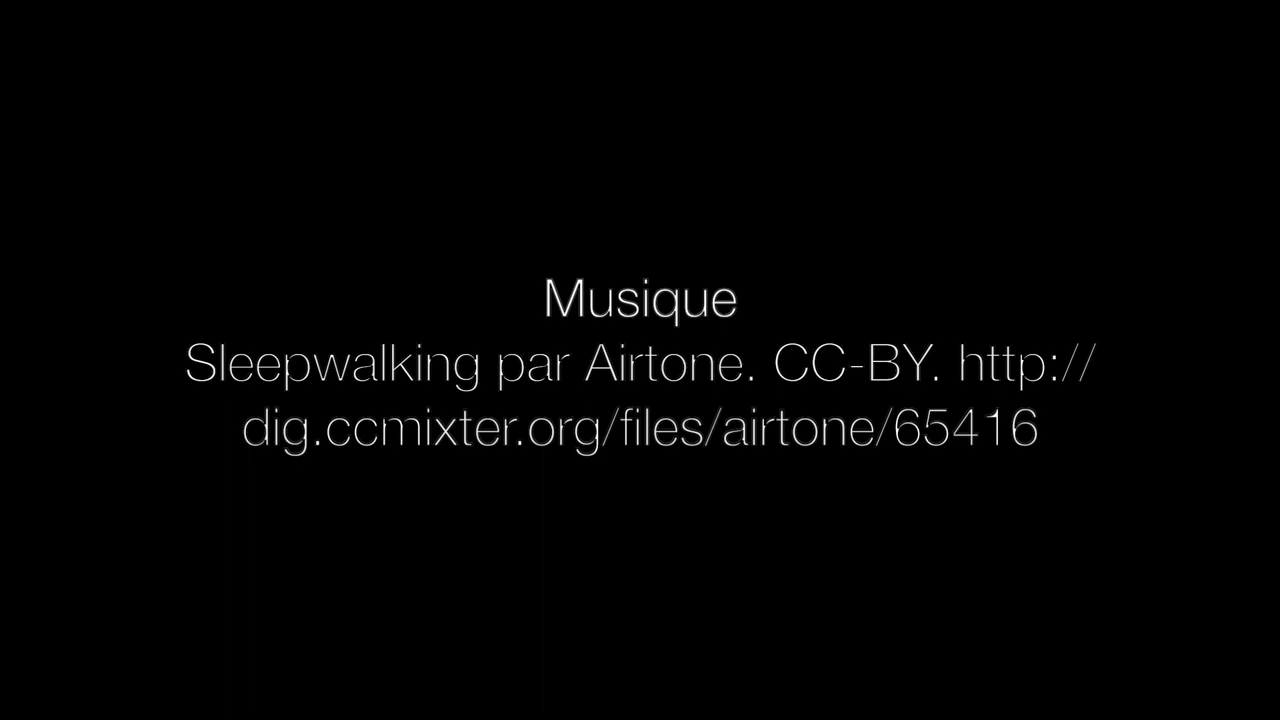 Musique
Sleepwalking par Airtone. CC-BY. http://
dig.ccmixter.org/files/airtone/65416